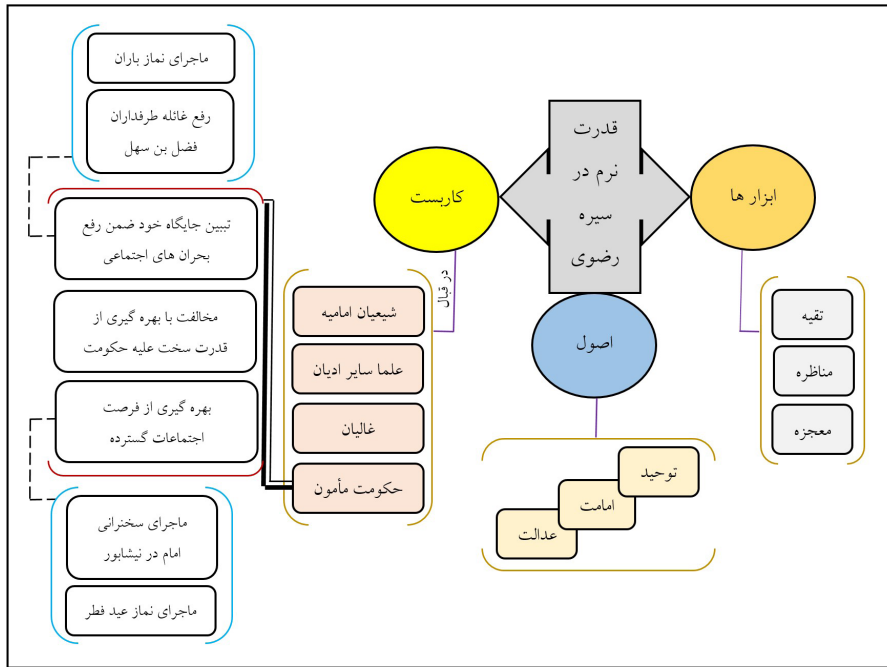 قدرت
نرم در
سیره
رضوی
ابزار ها
تقیه
مناظره
معجزه
اصول
توحید
امامت
عدالت
کاربست
در قبال
شیعیان امامیه
علما سایر ادیان
غالیان
حکومت مأمون
ماجرای نماز باران
رفع غائله طرفداران
فضل بن سهل
تبیین جایگاه خود ضمن رفع
بحران های اجتماعی
مخالفت با بهره گیری از
قدرت سخت علیه حکومت
بهره گیری از فرصت
اجتماعات گسترده
ماجرای سخنرانی
امام در نیشابور
ماجرای نماز عید فطر